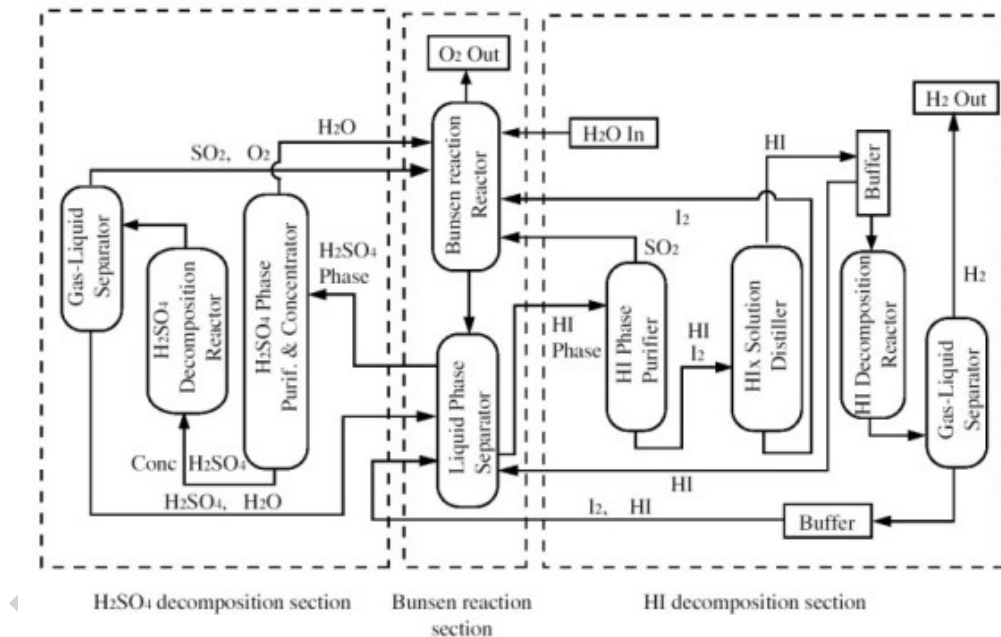 O2 Out
H2O In
H2O
SO2, O2
Gas-Liquid
Separator
H2SO4
Decomposition
Reactor
H2SO4 Phase
Purif. & Concentrator
H2SO4
Phase
Conc H2SO4
H2SO4, H2O
Bunsen reaction
Reactor
Liquid Phase
Separator
I2
SO2
HI
Phase
HI Phase
Purifier
HI
I2
HIx Solution
Distiller
HI
Buffer
HI Decomposition
Reactor
H2 Out
H2
Gas-Liquid
Separator
HI
I2, HI
Buffer
H2SO4 decomposition section
Bunsen reaction
section
HI decomposition section